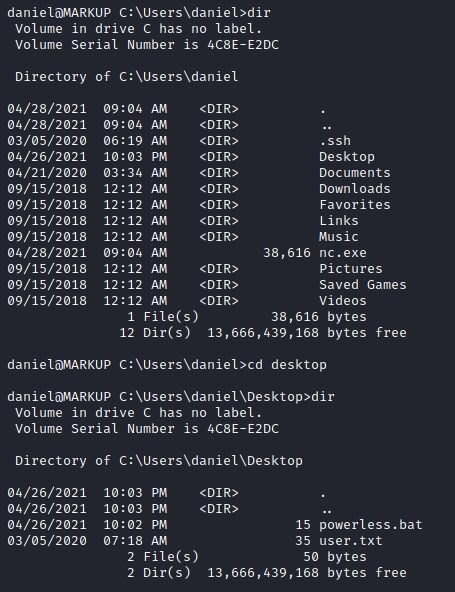 daniel@MARKUP C:\Users\daniel>dir
 Volume in drive C has no label.
 Volume Serial Number is 4C8E-E2DC

 Directory of C:\Users\daniel

04/28/2021  09:04 AM    <DIR>          .
04/28/2021  09:04 AM    <DIR>          ..
03/05/2020  06:19 AM    <DIR>          .ssh
04/26/2021  10:03 PM    <DIR>          Desktop
04/21/2020  03:34 AM    <DIR>          Documents
09/15/2018  12:12 AM    <DIR>          Downloads
09/15/2018  12:12 AM    <DIR>          Favorites
09/15/2018  12:12 AM    <DIR>          Links
09/15/2018  12:12 AM    <DIR>          Music
04/28/2021  09:04 AM            38,616 nc.exe
09/15/2018  12:12 AM    <DIR>          Pictures
09/15/2018  12:12 AM    <DIR>          Saved Games
09/15/2018  12:12 AM    <DIR>          Videos
               1 File(s)         38,616 bytes
              12 Dir(s)  13,666,439,168 bytes free

daniel@MARKUP C:\Users\daniel>cd desktop

daniel@MARKUP C:\Users\daniel\Desktop>dir
 Volume in drive C has no label.
 Volume Serial Number is 4C8E-E2DC

 Directory of C:\Users\daniel\Desktop

04/26/2021  10:03 PM    <DIR>          .
04/26/2021  10:03 PM    <DIR>          ..
04/26/2021  10:02 PM                15 powerless.bat
03/05/2020  07:18 AM                35 user.txt
               2 File(s)             50 bytes
               2 Dir(s)  13,666,439,168 bytes free